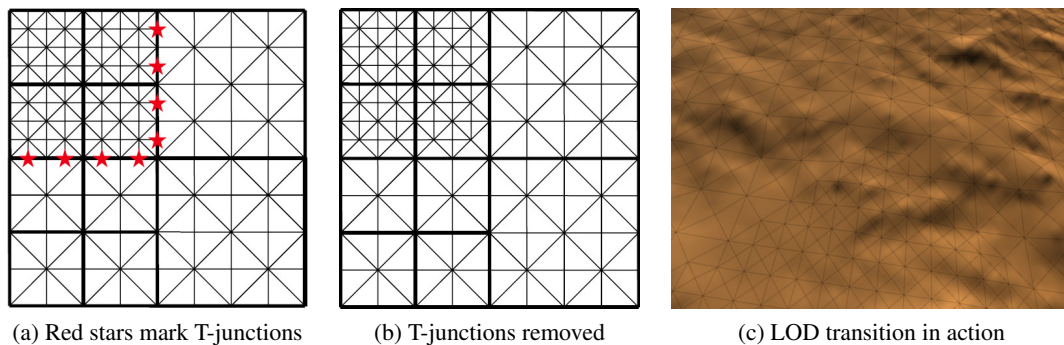 (a) Red stars mark T-junctions
(b) T-junctions removed
(c) LOD transition in action